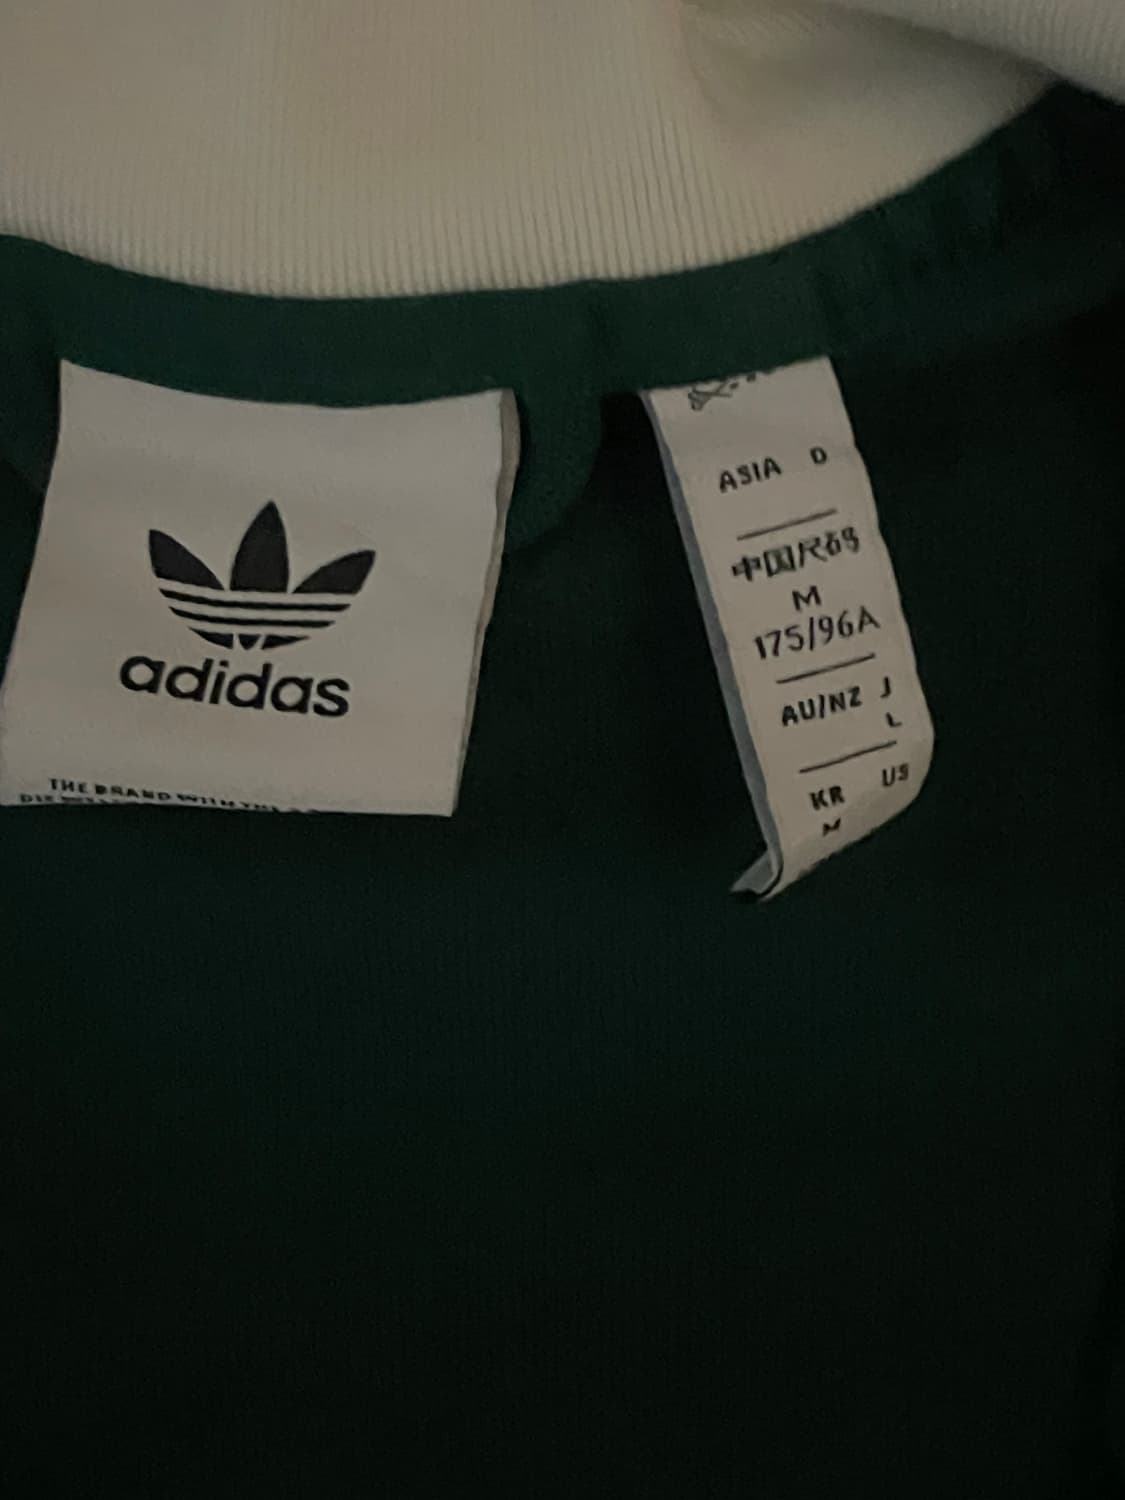 adidas
THE BRAND WITH THE
ASIA D
中国尺码
M
175/96A
AU/NZ J
L
KR US
M